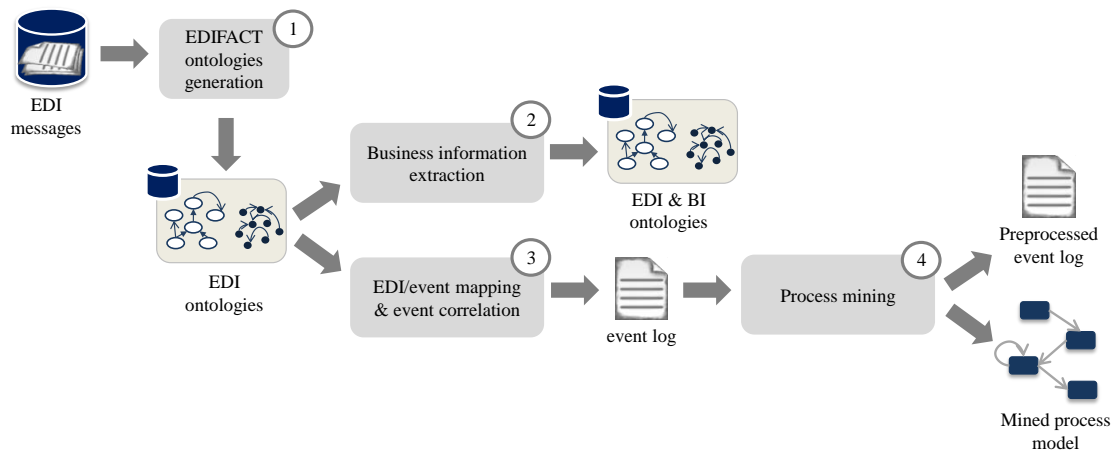 EDIFACT
ontologies
generation
1
EDI
messages
Business information
extraction
2
EDI & BI
ontologies
EDI
ontologies
EDI/event mapping
& event correlation
3
event log
Process mining
4
Preprocessed
event log
Mined process
model